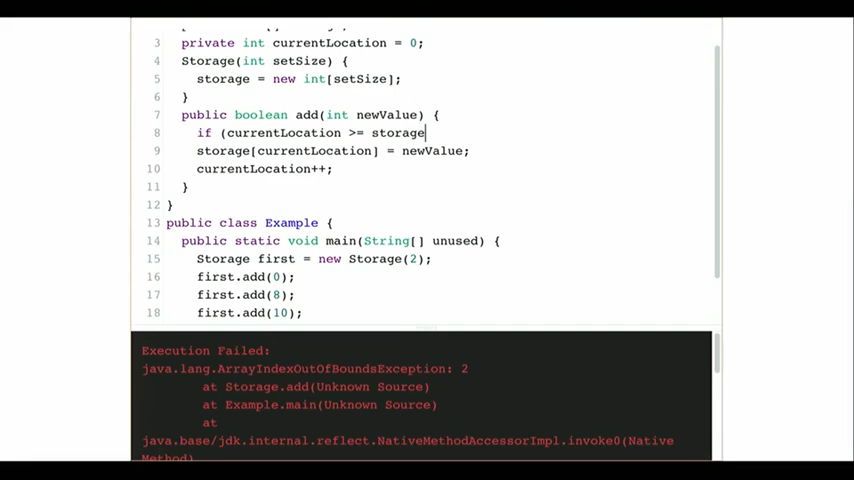 3 private int currentLocation = 0;
4 Storage(int setSize) {
5 storage = new int[setSize];
6 }
7 public boolean add(int newValue) {
8 if (currentLocation >= storage
9 storage[currentLocation] = newValue;
10 currentLocation++;
11 }
12 }
13 public class Example {
14 public static void main(String[] unused) {
15 Storage first = new Storage(2);
16 first.add(0);
17 first.add(8);
18 first.add(10);
Execution Failed:
java.lang.ArrayIndexOutOfBoundsException: 2
at Storage.add(Unknown Source)
at Example.main(Unknown Source)
at
java.base/jdk.internal.reflect.NativeMethodAccessorImpl.invoke0(Native
Method)